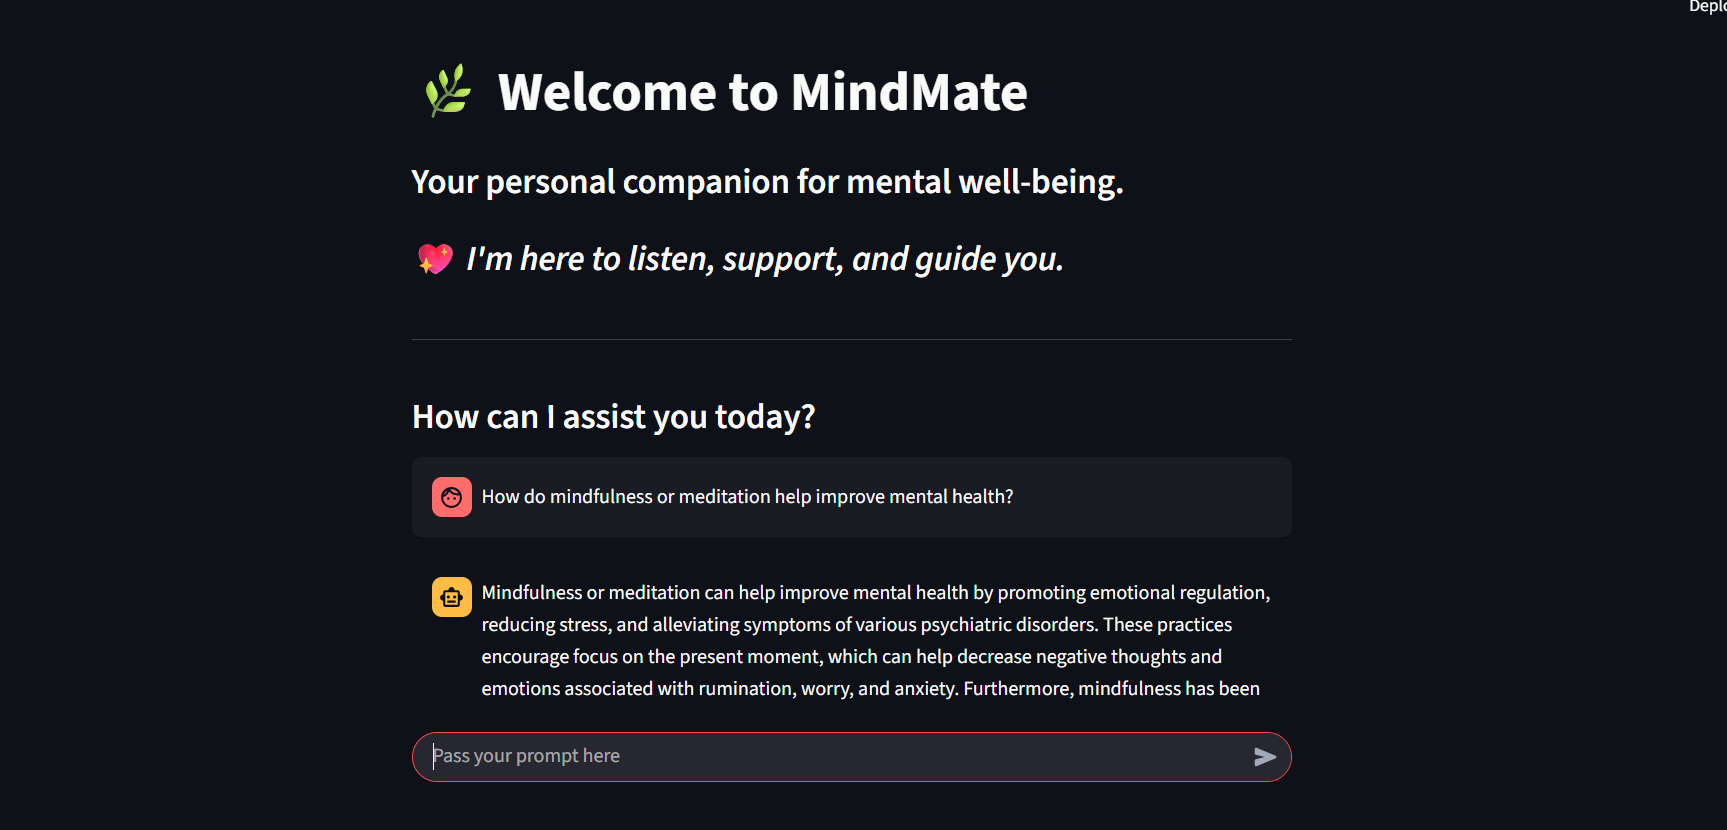 Welcome to MindMate
Your personal companion for mental well-being.
I'm here to listen, support, and guide you.
How can I assist you today?
How do mindfulness or meditation help improve mental health?
Mindfulness or meditation can help improve mental health by promoting emotional regulation,
reducing stress, and alleviating symptoms of various psychiatric disorders. These practices
encourage focus on the present moment, which can help decrease negative thoughts and
emotions associated with rumination, worry, and anxiety. Furthermore, mindfulness has been
Pass your prompt here